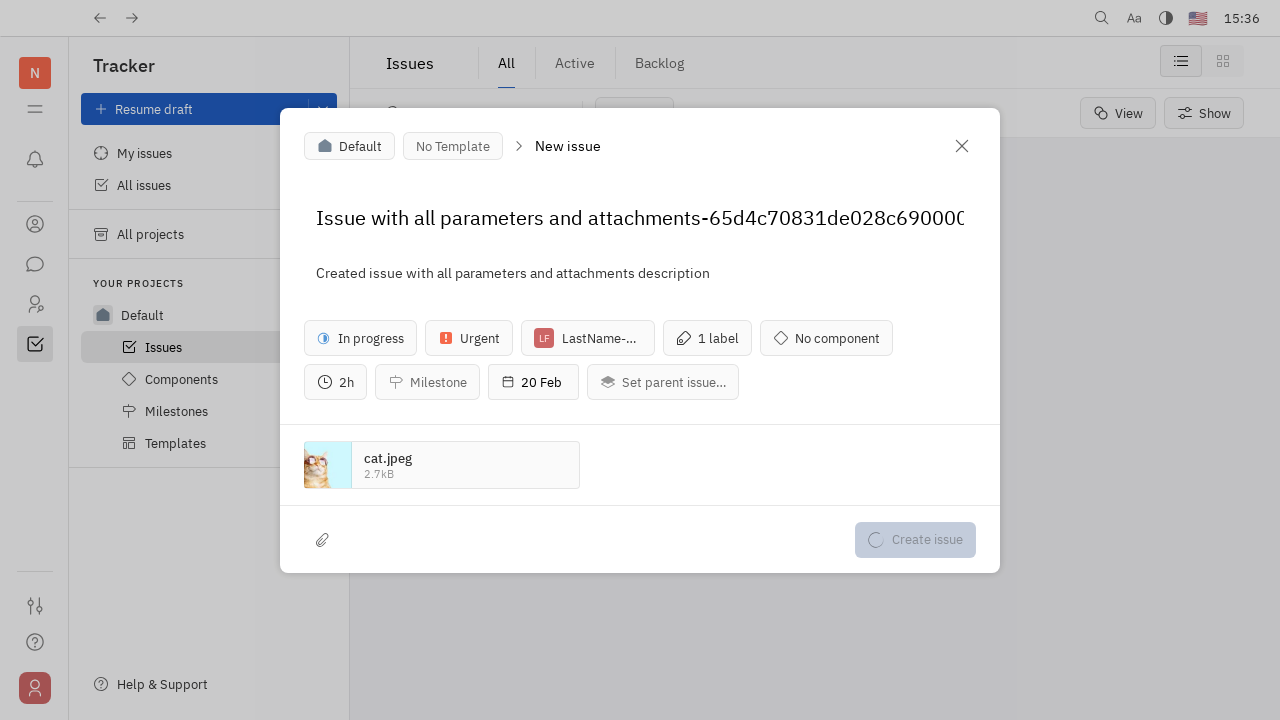 Aa 15:36
N
Tracker
Resume draft
My issues
All issues
All projects
YOUR PROJECTS
Default
Issues
Components
Milestones
Templates
Help & Support
Issues All Active Backlog
View Show
Default No Template New issue
Issue with all parameters and attachments-65d4c70831de028c690000
Created issue with all parameters and attachments description
In progress Urgent LF LastName-... 1 label No component
2h Milestone 20 Feb Set parent issue...
cat.jpeg
2.7kB
Create issue